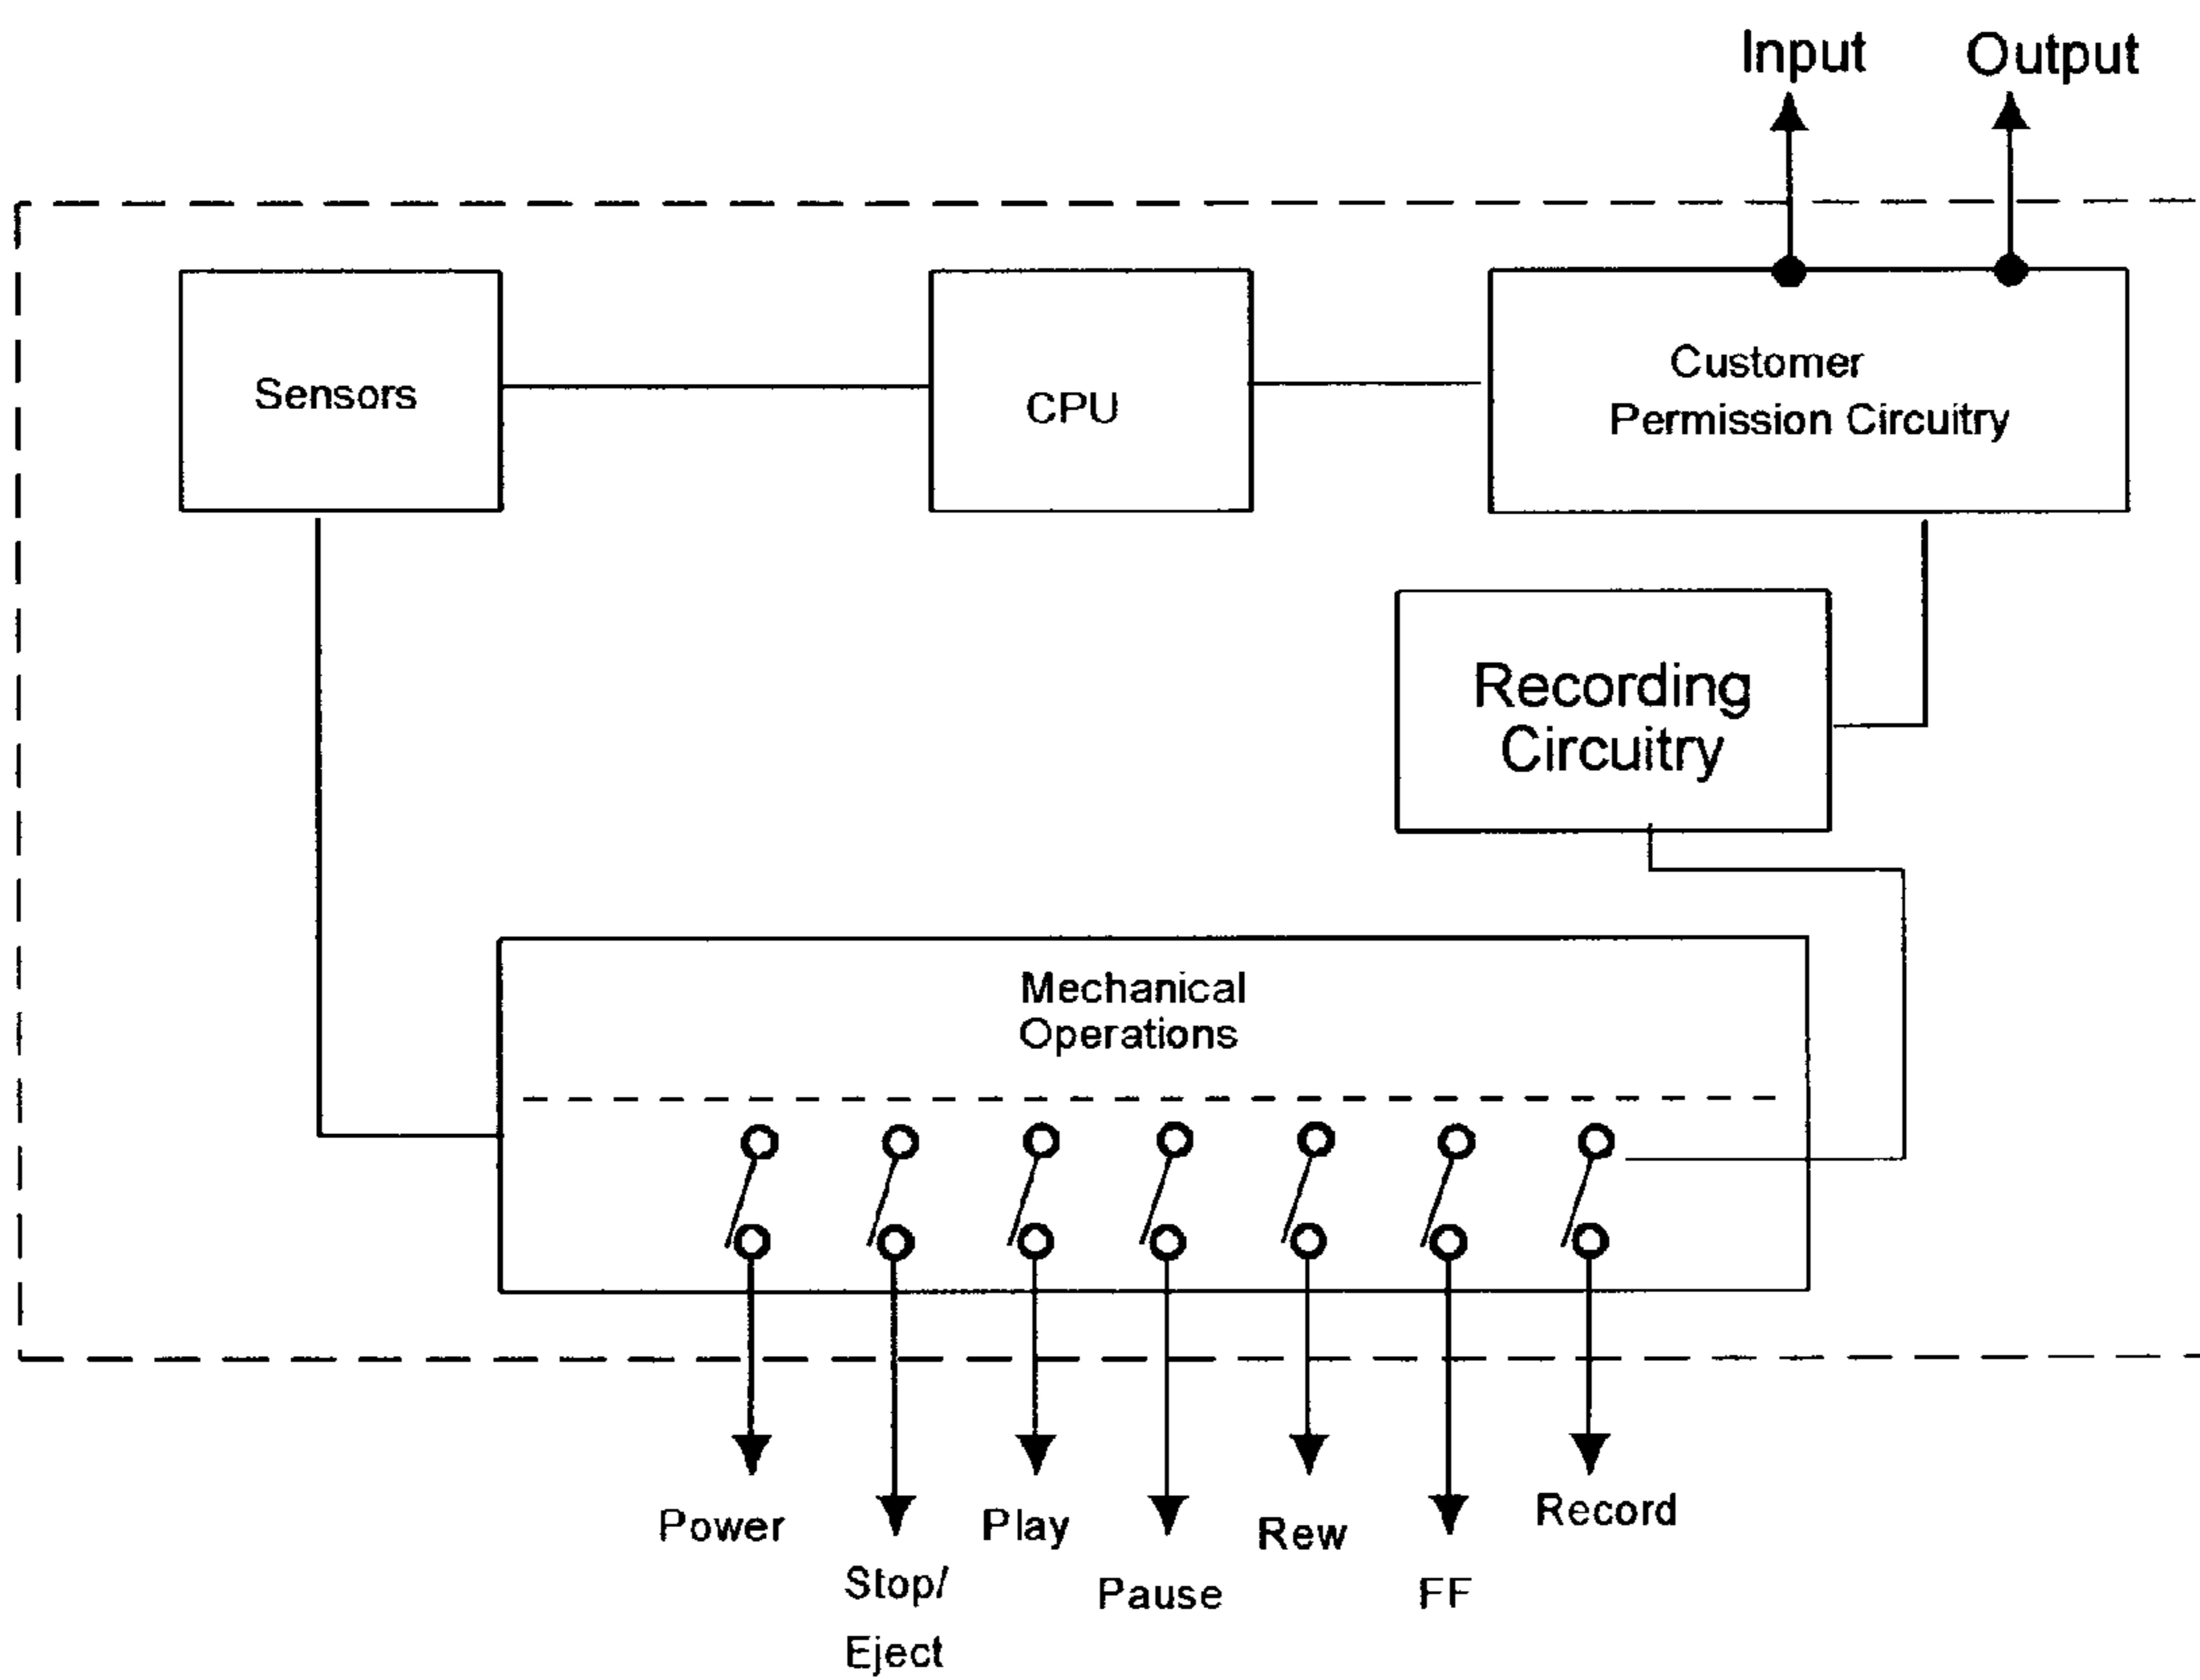 Input
Output
Sensors
CPU
Customer
Permission Circuitry
Recording
Circuitry
Mechanical
Operations
Power
Stop/
Eject
Play
Pause
Rew
FF
Record